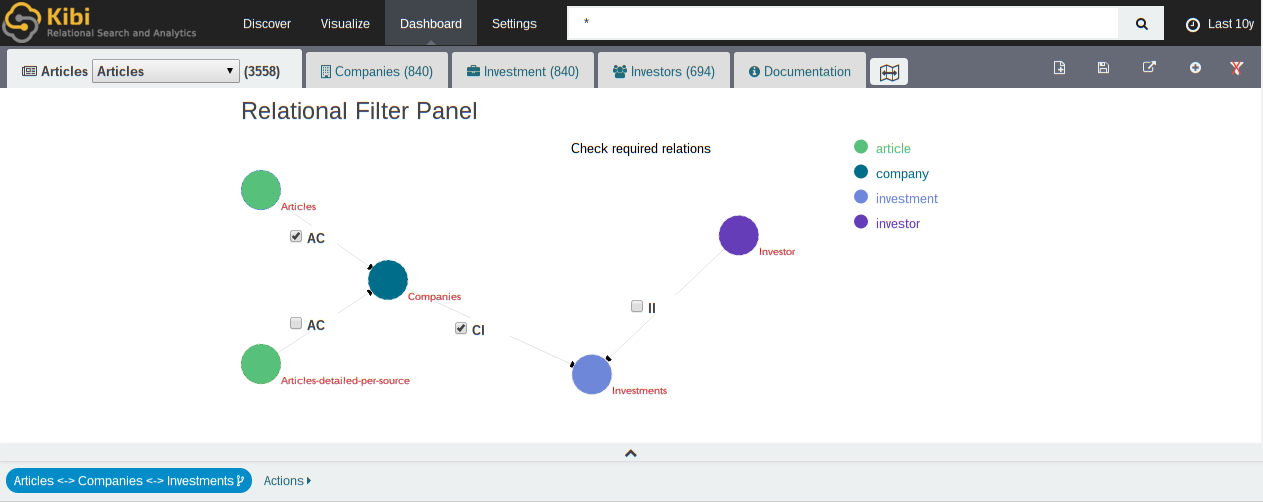 Kibi
Relational Search and Analytics
Discover Visualize Dashboard Settings * Last 10y
Articles Articles (3558) Companies (840) Investment (840) Investors (694) Documentation
Relational Filter Panel
Check required relations
article
company
investment
investor
Articles
AC
Investor
Companies
II
AC
CI
Articles-detailed-per-source
Investments
Articles <-> Companies <-> Investments Actions